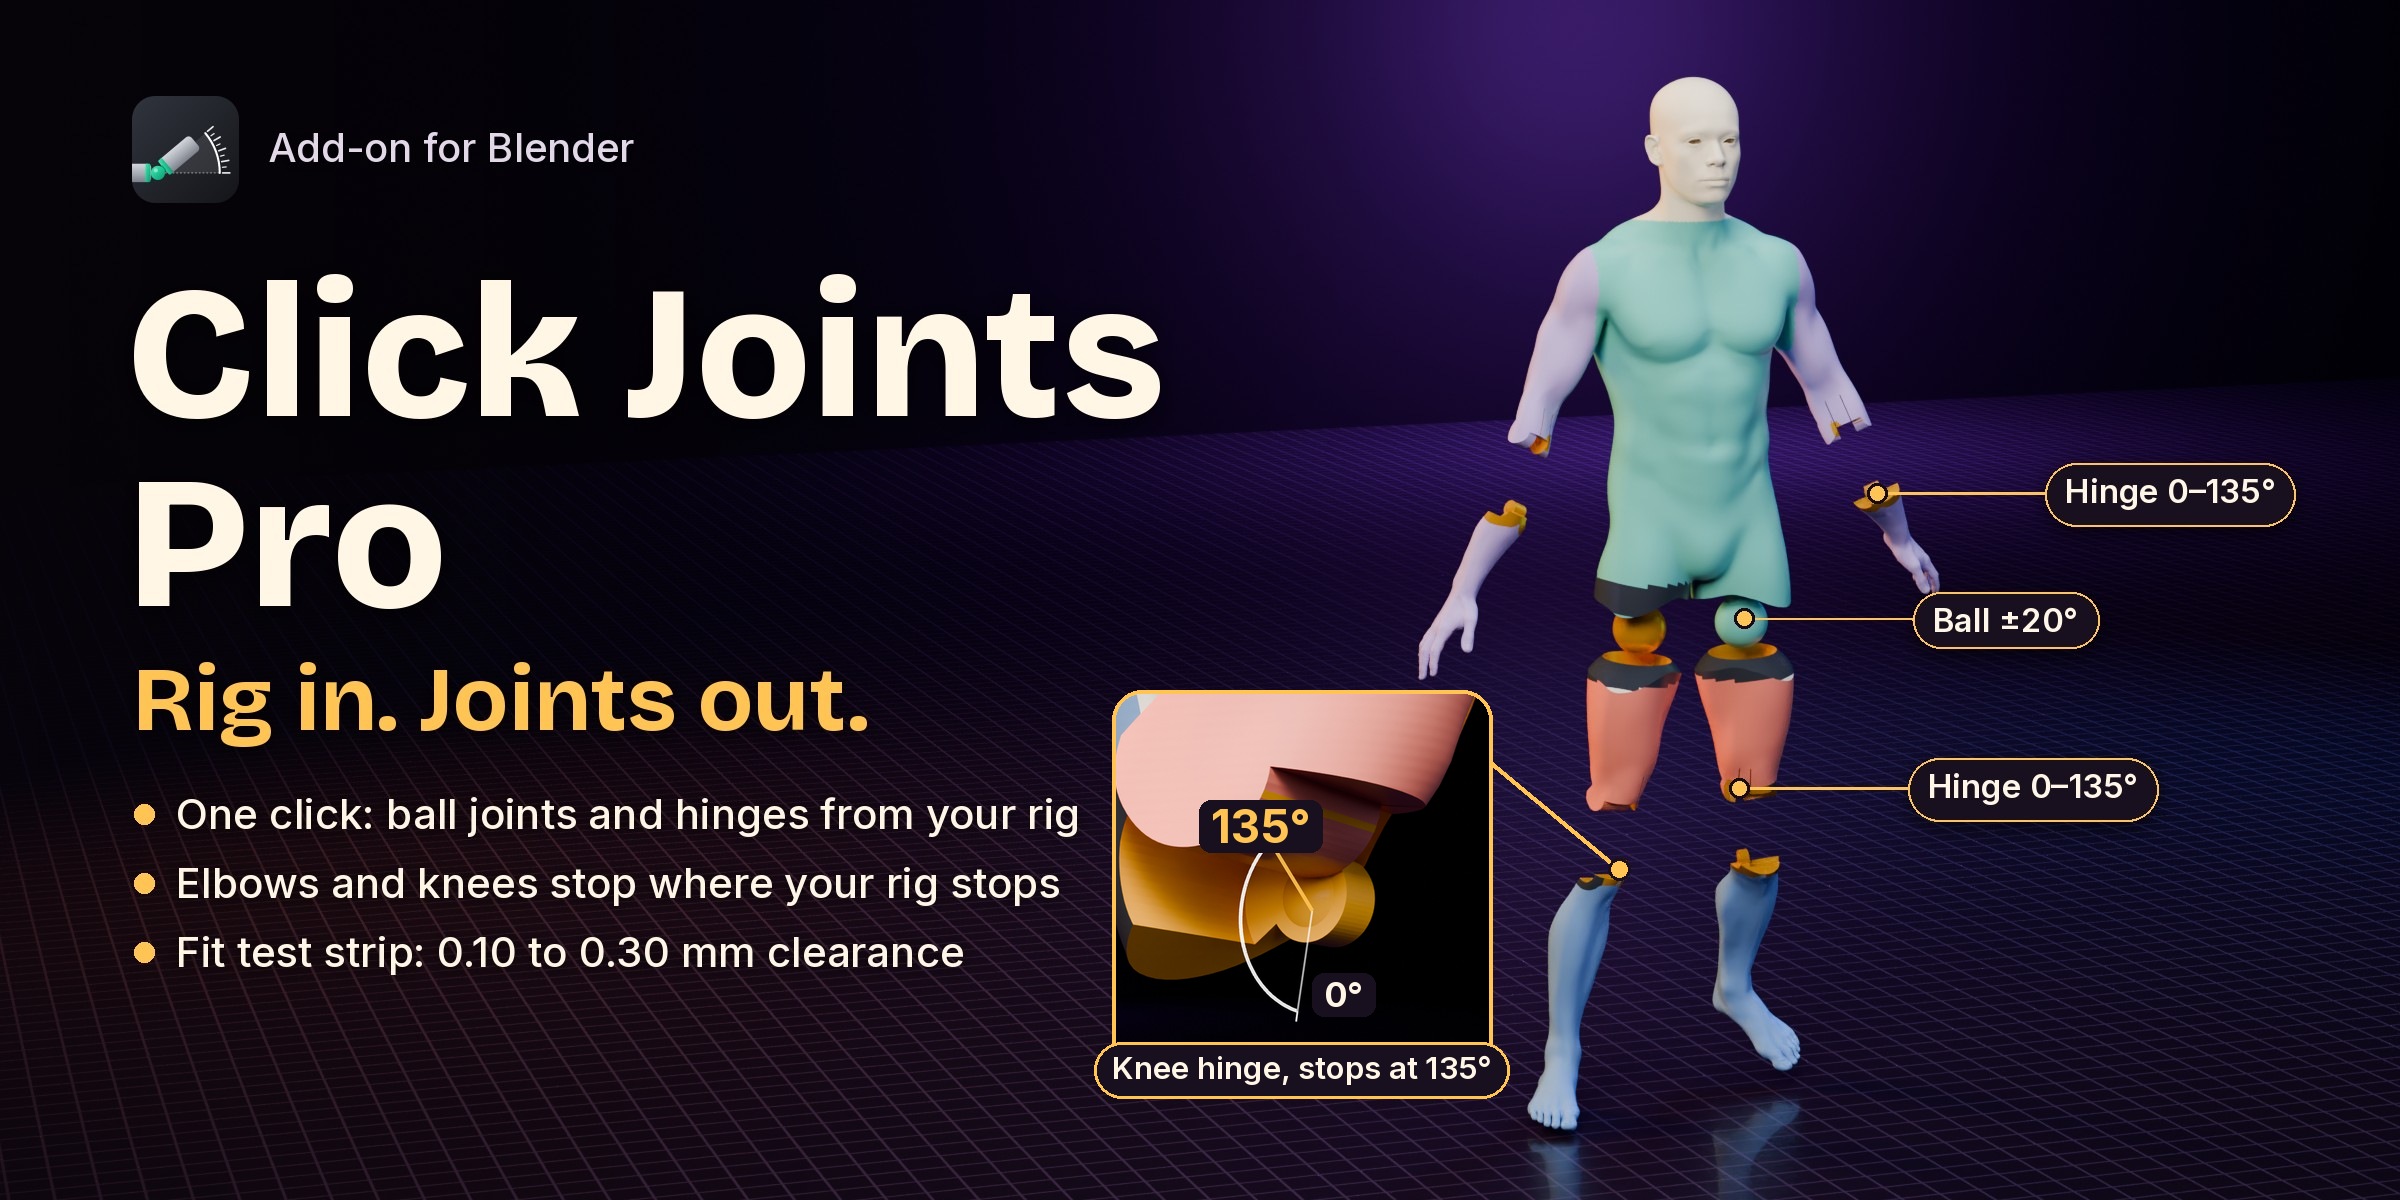 Add-on for Blender
Click Joints
Pro
Rig in. Joints out.
One click: ball joints and hinges from your rig
Elbows and knees stop where your rig stops
Fit test strip: 0.10 to 0.30 mm clearance
Hinge 0–135°
Ball ±20°
Hinge 0–135°
135°
0°
Knee hinge, stops at 135°